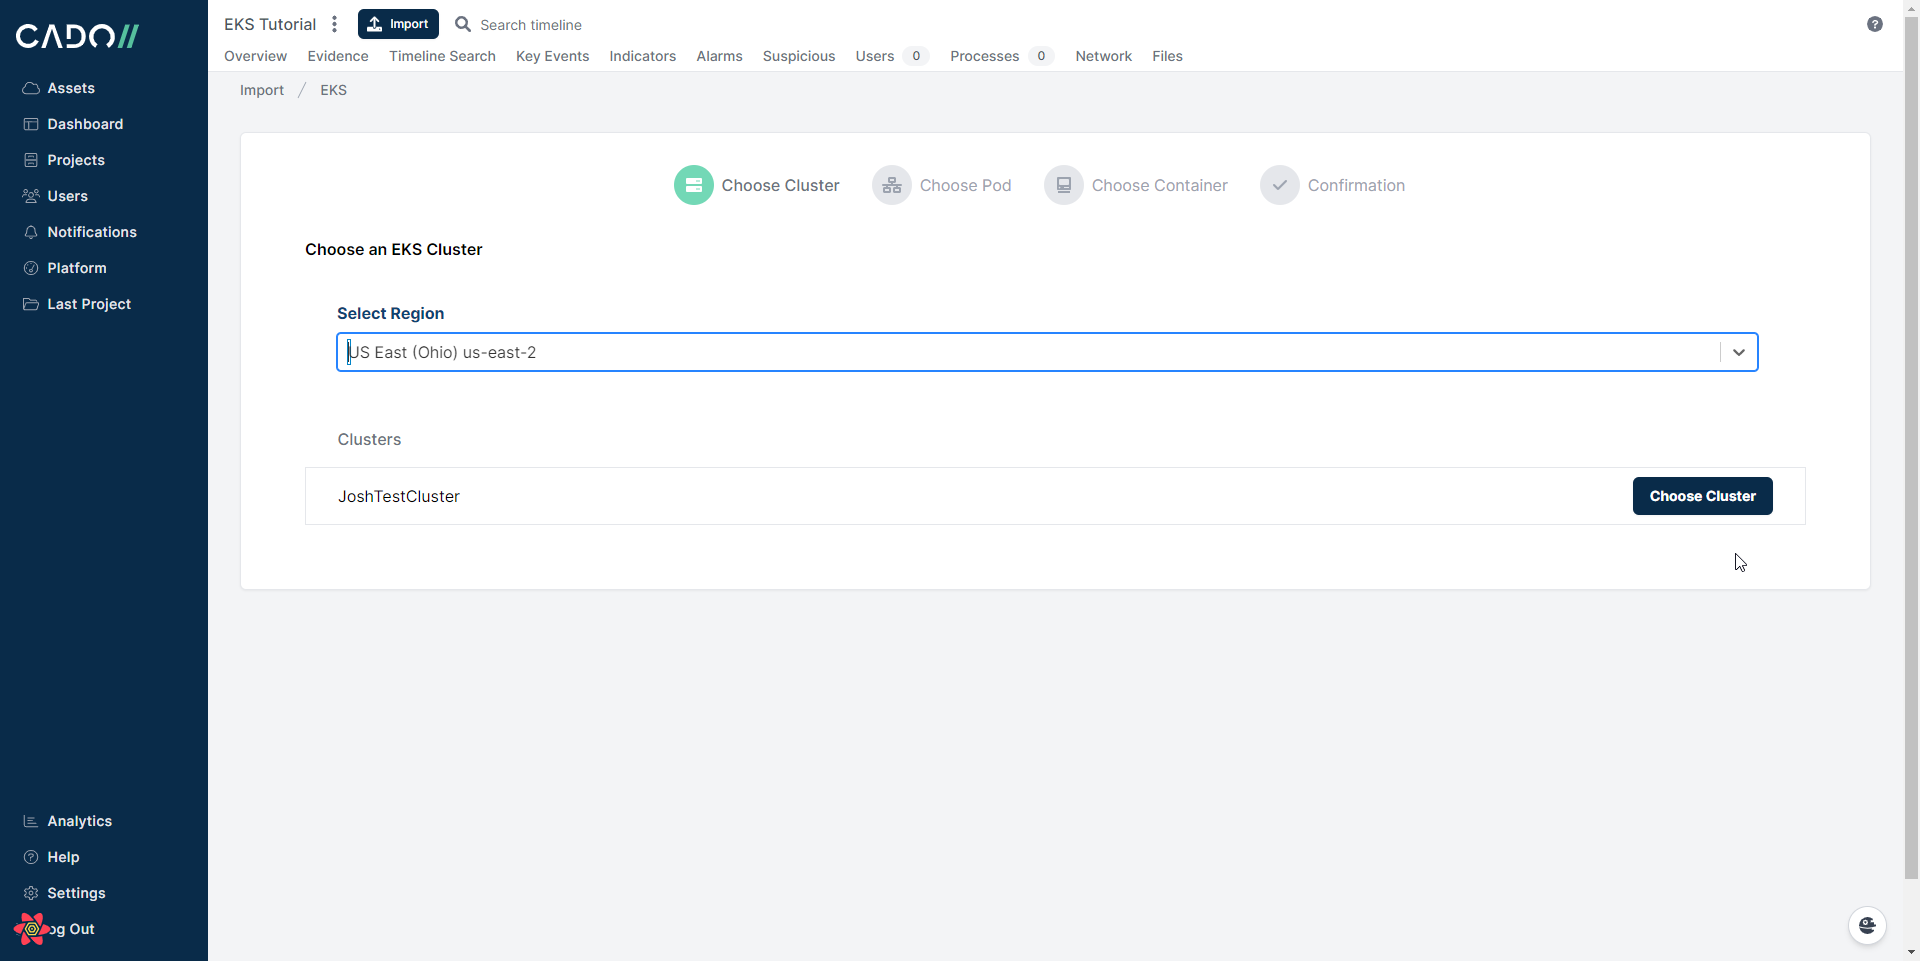 CADO//
Assets
Dashboard
Projects
Users
Notifications
Platform
Last Project
Analytics
Help
Settings
og Out
EKS Tutorial
Import
Search timeline
Overview Evidence Timeline Search Key Events Indicators Alarms Suspicious Users 0 Processes 0 Network Files
Import / EKS
Choose Cluster Choose Pod Choose Container Confirmation
Choose an EKS Cluster
Select Region
US East (Ohio) us-east-2
Clusters
JoshTestCluster
Choose Cluster